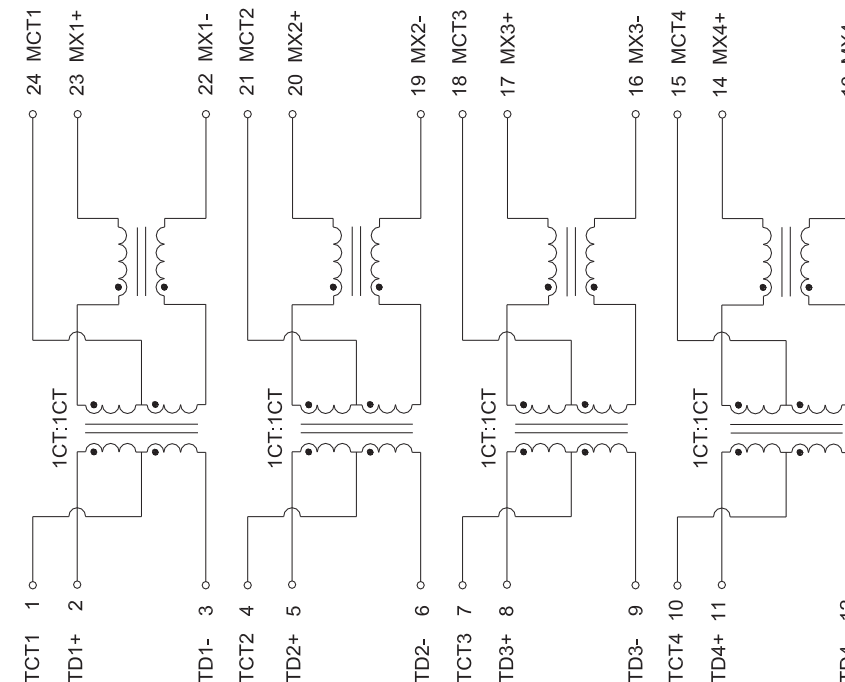 24 MCT1
23 MX1+
22 MX1-
21 MCT2
20 MX2+
19 MX2-
18 MCT3
17 MX3+
16 MX3-
15 MCT4
14 MX4+
1CT:1CT
1CT:1CT
1CT:1CT
1CT:1CT
TCT1 1
TD1+ 2
TD1- 3
TCT2 4
TD2+ 5
TD2- 6
TCT3 7
TD3+ 8
TD3- 9
TCT4 10
TD4+ 11